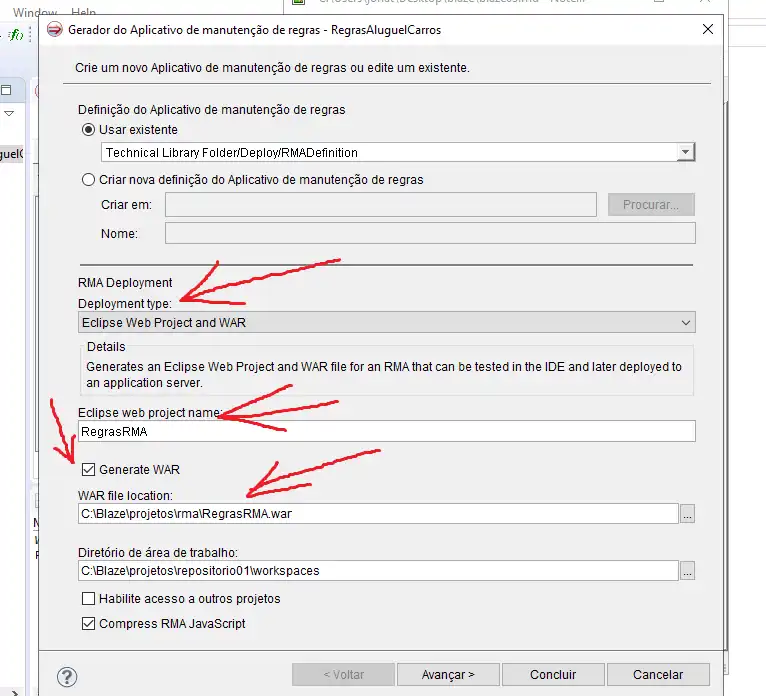 Window Help
Gerador do Aplicativo de manutenção de regras - RegrasAluguelCarros
Crie um novo Aplicativo de manutenção de regras ou edite um existente.
Definição do Aplicativo de manutenção de regras
Usar existente
Technical Library Folder/Deploy/RMADefinition
Criar nova definição do Aplicativo de manutenção de regras
Criar em:
Procurar...
Nome:
RMA Deployment
Deployment type:
Eclipse Web Project and WAR
Details
Generates an Eclipse Web Project and WAR file for an RMA that can be tested in the IDE and later deployed to
an application server.
Eclipse web project name:
RegrasRMA
Generate WAR
WAR file location:
C:\Blaze\projetos\rma\RegrasRMA.war
...
Diretório de área de trabalho:
C:\Blaze\projetos\repositorio01\workspaces
...
Habilite acesso a outros projetos
Compress RMA JavaScript
?
< Voltar
Avançar >
Concluir
Cancelar